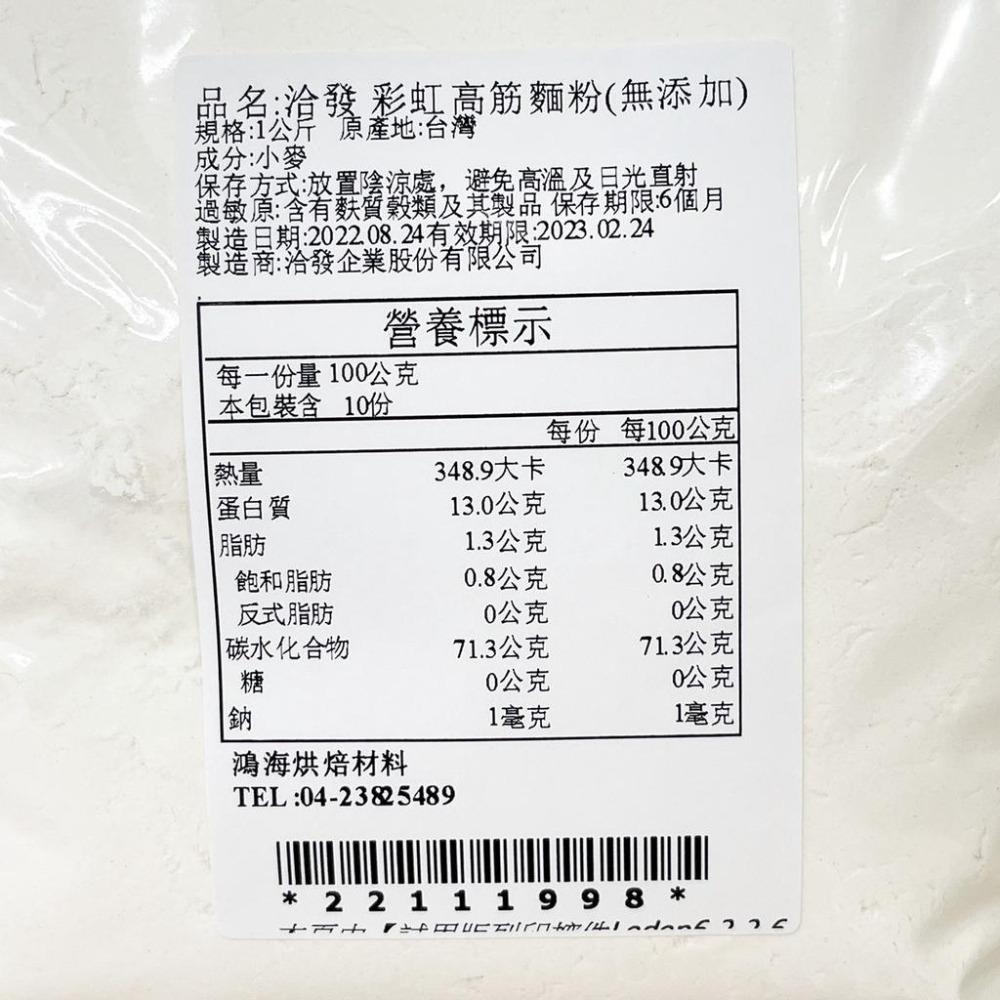 品名:洽發 彩虹高筋麵粉(無添加)
規格:1公斤 原產地:台灣
成分:小麥
保存方式:放置陰涼處，避免高溫及日光直射
過敏原:含有麩質穀類及其製品 保存期限:6個月
製造日期:2022.08.24有效期限:2023.02.24
製造商:洽發企業股份有限公司
營養標示
每一份量 100公克
本包裝含 10份
每份 每100公克
熱量 348.9大卡 348.9大卡
蛋白質 13.0公克 13.0公克
脂肪 1.3公克 1.3公克
飽和脂肪 0.8公克 0.8公克
反式脂肪 0公克 0公克
碳水化合物 71.3公克 71.3公克
糖 0公克 0公克
鈉 1毫克 1毫克
鴻海烘焙材料
TEL:04-23825489
*22111998*